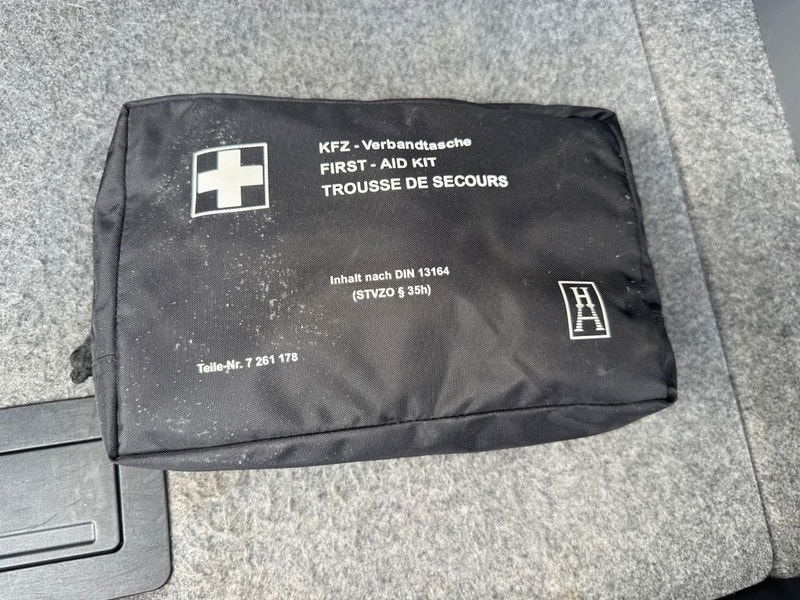 KFZ - Verbandtasche
FIRST - AID KIT
TROUSSE DE SECOURS
Inhalt nach DIN 13164
(STVZO § 35h)
HA
Teile-Nr. 7 261 178